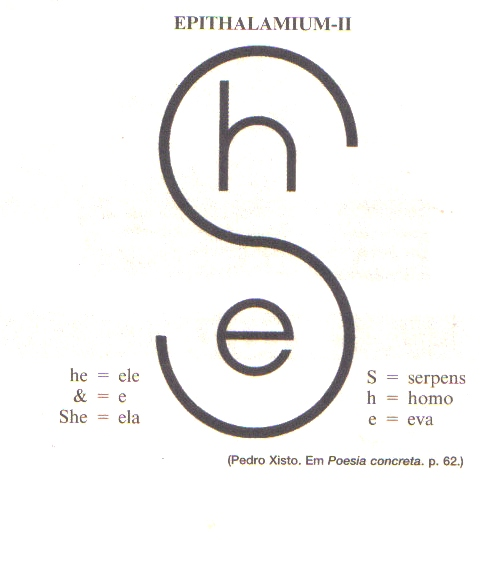 EPITHALAMIUM-II
S
h
e
he = ele
& = e
She = ela
S = serpens
h = homo
e = eva
(Pedro Xisto. Em Poesia concreta. p. 62.)